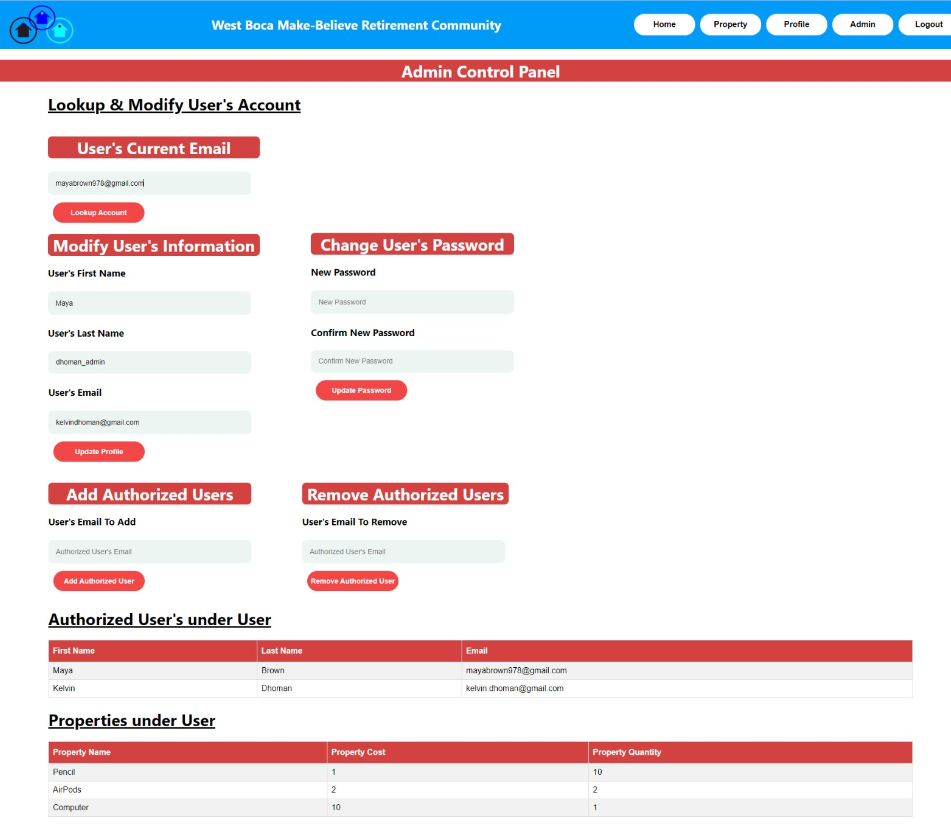 West Boca Make-Believe Retirement Community
Home Property Profile Admin Logout
Admin Control Panel
Lookup & Modify User's Account
User's Current Email
mayabrown978@gmail.com
Lookup Account
Modify User's Information
User's First Name
Maya
User's Last Name
dhoman_admin
User's Email
kelvindhoman@gmail.com
Update Profile
Change User's Password
New Password
New Password
Confirm New Password
Confirm New Password
Update Password
Add Authorized Users
User's Email To Add
Authorized User's Email
Add Authorized User
Remove Authorized Users
User's Email To Remove
Authorized User's Email
Remove Authorized User
Authorized User's under User
First Name Last Name Email
Maya Brown mayabrown978@gmail.com
Kelvin Dhoman kelvin.dhoman@gmail.com
Properties under User
Property Name Property Cost Property Quantity
Pencil 1 10
AirPods 2 2
Computer 10 1